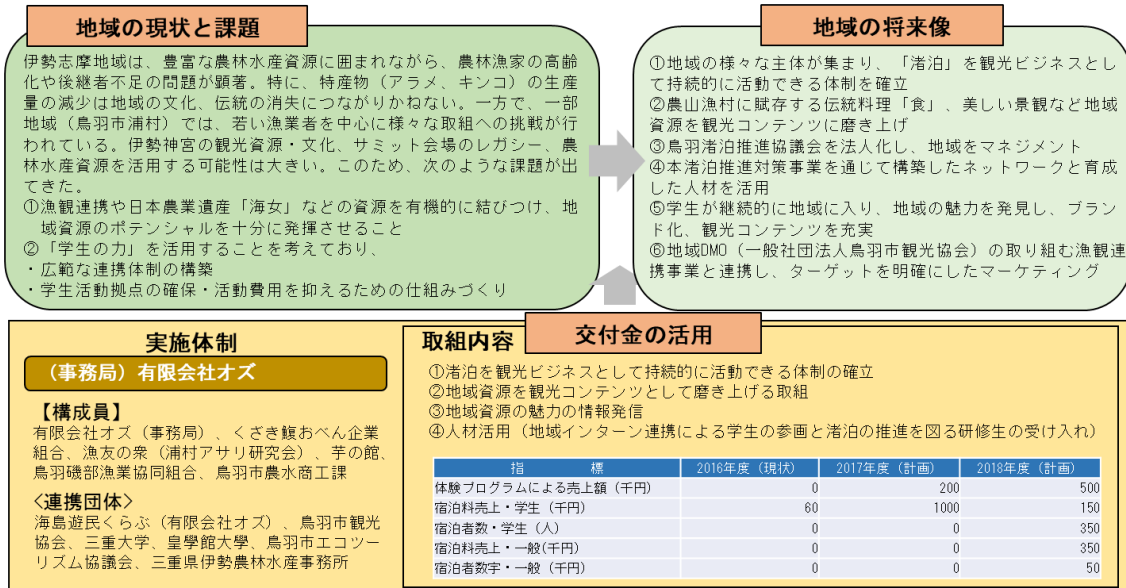 地域の現状と課題
伊勢志摩地域は、豊富な農林水産資源に囲まれながら、農林漁家の高齢
化や後継者不足の問題が顕著。特に、特産物（アラメ、キンコ）の生産
量の減少は地域の文化、伝統の消失につながりかねない。一方で、一部
地域（鳥羽市浦村）では、若い漁業者を中心に様々な取組への挑戦が行
われている。伊勢神宮の観光資源・文化、サミット会場のレガシー、農
林水産資源を活用する可能性は大きい。このため、次のような課題が出
てきた。
①漁観連携や日本農業遺産「海女」などの資源を有機的に結びつけ、地
域資源のポテンシャルを十分に発揮させること
②「学生の力」を活用することを考えており、
・広範な連携体制の構築
・学生活動拠点の確保・活動費用を抑えるための仕組みづくり
地域の将来像
①地域の様々な主体が集まり、「渚泊」を観光ビジネスとし
て持続的に活動できる体制を確立
②農山漁村に賦存する伝統料理「食」、美しい景観など地域
資源を観光コンテンツに磨き上げ
③鳥羽渚泊推進協議会を法人化し、地域をマネジメント
④本渚泊推進対策事業を通じて構築したネットワークと育成
した人材を活用
⑤学生が継続的に地域に入り、地域の魅力を発見し、ブラン
ド化、観光コンテンツを充実
⑥地域DMO（一般社団法人鳥羽市観光協会）の取り組む漁観連
携事業と連携し、ターゲットを明確にしたマーケティング
交付金の活用
実施体制
（事務局）有限会社オズ
【構成員】
有限会社オズ（事務局）、くざき鰒おべん企業
組合、漁友の衆（浦村アサリ研究会）、芋の館、
鳥羽磯部漁業協同組合、鳥羽市農水商工課
＜連携団体＞
海島遊民くらぶ（有限会社オズ）、鳥羽市観光
協会、三重大学、皇學館大學、鳥羽市エコツー
リズム協議会、三重県伊勢農林水産事務所
取組内容
①渚泊を観光ビジネスとして持続的に活動できる体制の確立
②地域資源を観光コンテンツとして磨き上げる取組
③地域資源の魅力の情報発信
④人材活用（地域インターン連携による学生の参画と渚泊の推進を図る研修生の受け入れ）
指 標 2016年度（現状） 2017年度（計画） 2018年度（計画）
体験プログラムによる売上額（千円） 0 200 500
宿泊料売上・学生（千円） 60 1000 150
宿泊者数・学生（人） 0 0 350
宿泊料売上・一般(千円） 0 0 350
宿泊者数字・一般（千円） 0 0 50